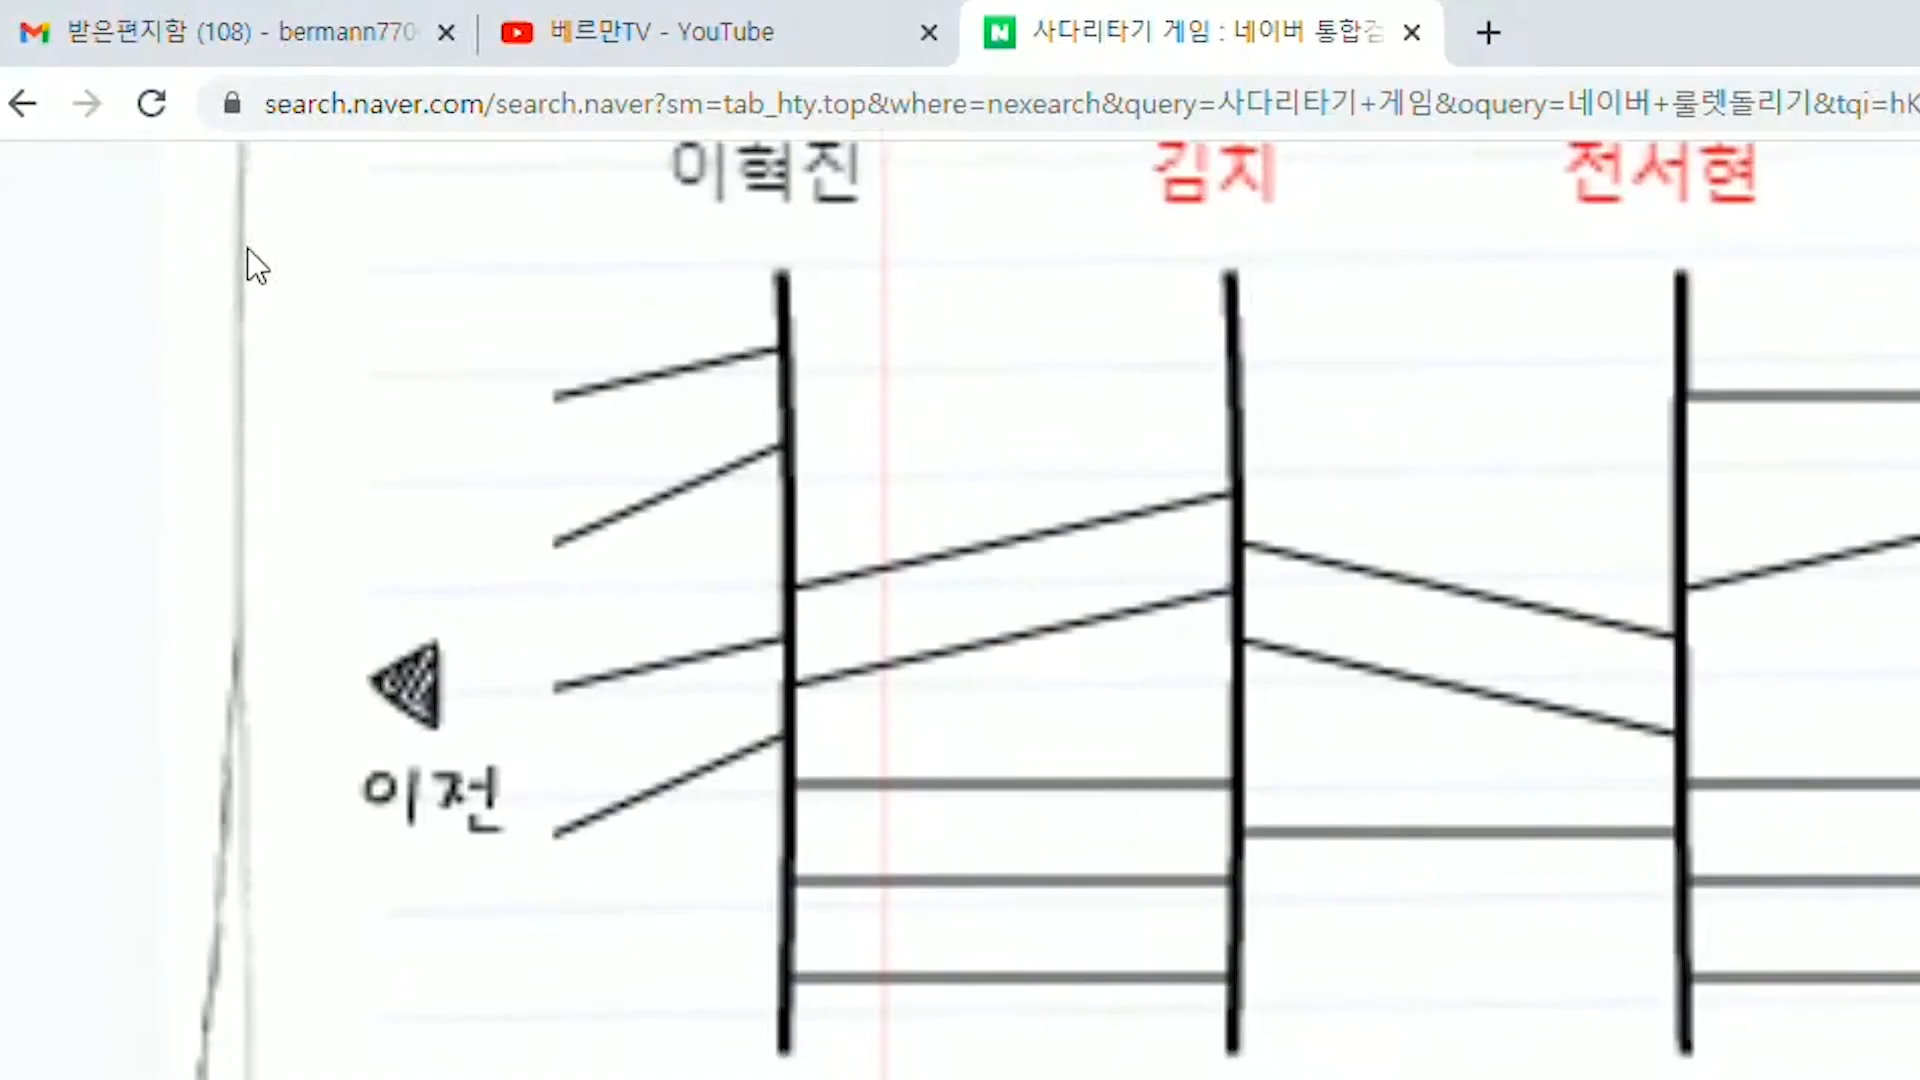 받은편지함 (108) - bermann770
베르만TV - YouTube
사다리타기 게임 : 네이버 통합검
search.naver.com/search.naver?sm=tab_hty.top&where=nexearch&query=사다리타기+게임&oquery=네이버+룰렛돌리기&tqi=hK
이혁진 김치 전서현
이전